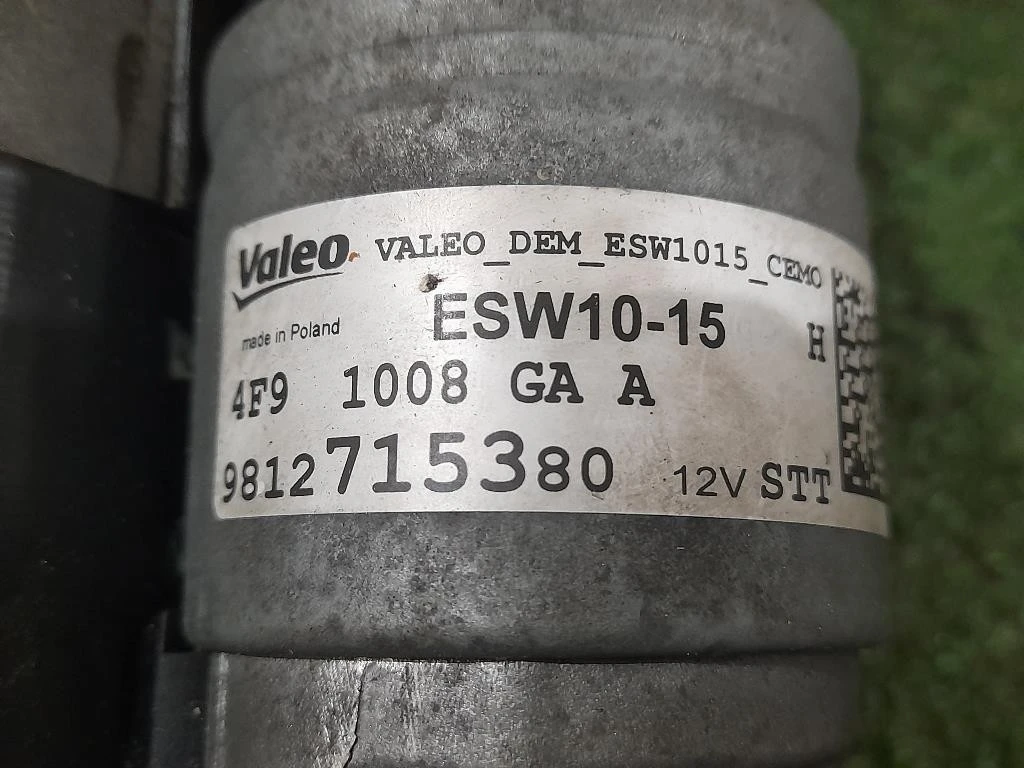 Valeo VALEO_DEM_ESW1015_CEMO
made in Poland ESW10-15 H
4F9 1008 GA A
9812715380 12V STT